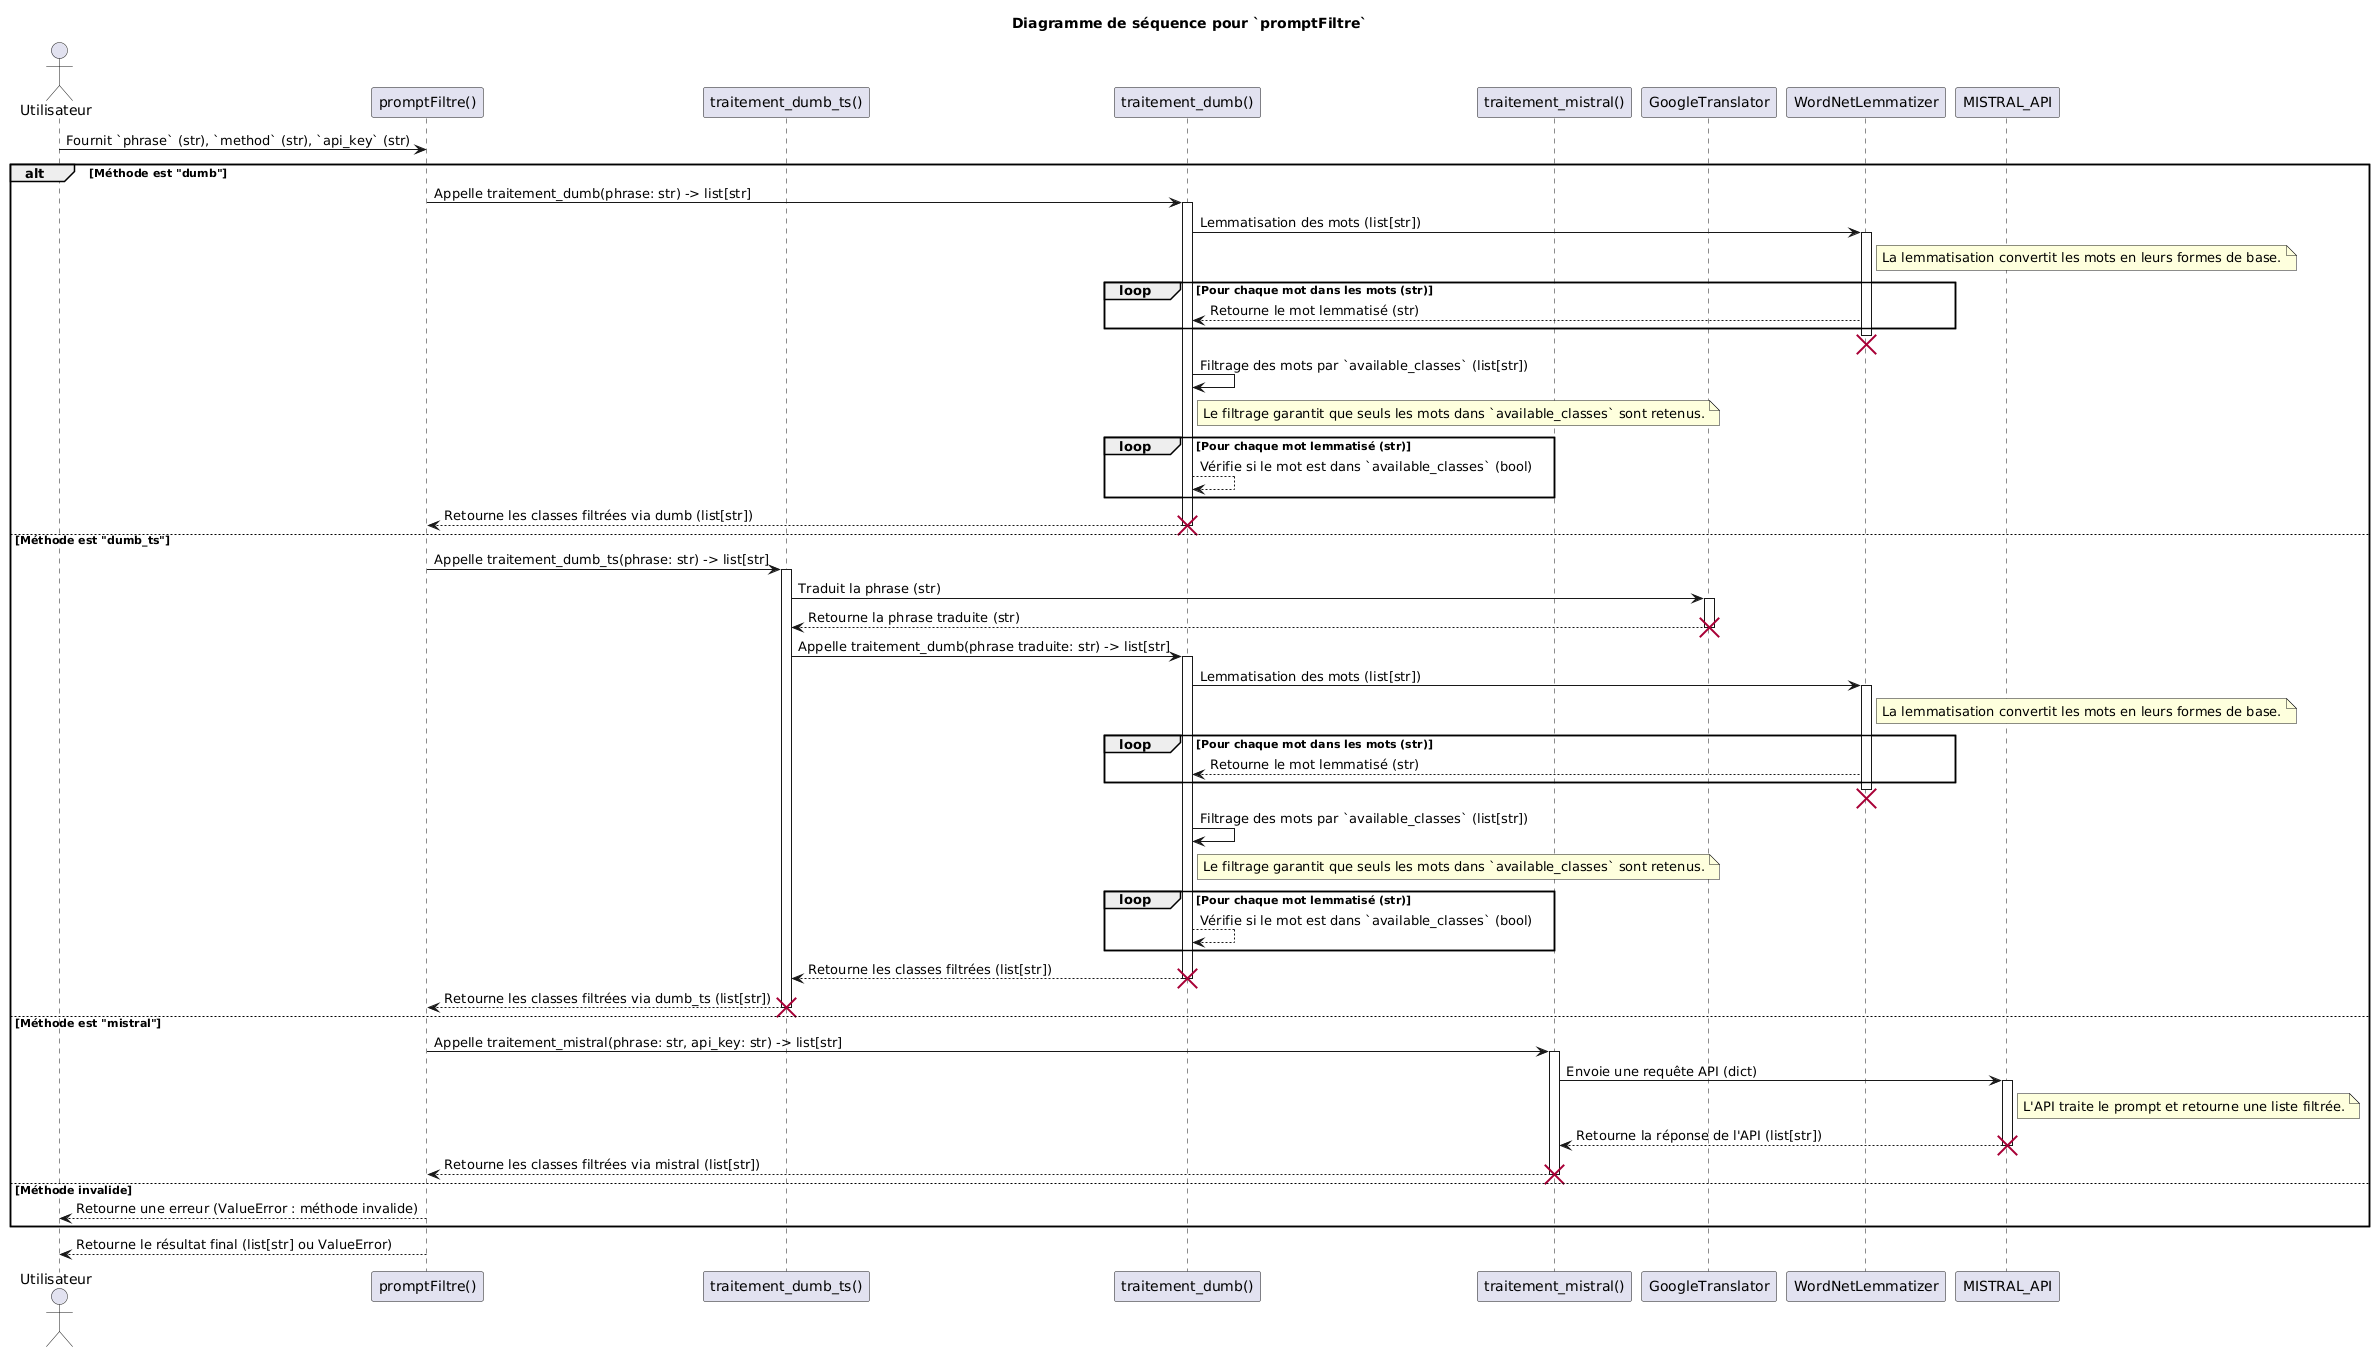 Diagramme de séquence pour `promptFiltre`
Utilisateur
promptFiltre()
traitement_dumb_ts()
traitement_dumb()
traitement_mistral()
GoogleTranslator
WordNetLemmatizer
MISTRAL_API
Fournit `phrase` (str), `method` (str), `api_key` (str)
alt
[Méthode est "dumb"]
Appelle traitement_dumb(phrase: str) -> list[str]
Lemmatisation des mots (list[str])
La lemmatisation convertit les mots en leurs formes de base.
loop
[Pour chaque mot dans les mots (str)]
Retourne le mot lemmatisé (str)
Filtrage des mots par `available_classes` (list[str])
Le filtrage garantit que seuls les mots dans `available_classes` sont retenus.
loop
[Pour chaque mot lemmatisé (str)]
Vérifie si le mot est dans `available_classes` (bool)
Retourne les classes filtrées via dumb (list[str])
[Méthode est "dumb_ts"]
Appelle traitement_dumb_ts(phrase: str) -> list[str]
Traduit la phrase (str)
Retourne la phrase traduite (str)
Appelle traitement_dumb(phrase traduite: str) -> list[str]
Lemmatisation des mots (list[str])
La lemmatisation convertit les mots en leurs formes de base.
loop
[Pour chaque mot dans les mots (str)]
Retourne le mot lemmatisé (str)
Filtrage des mots par `available_classes` (list[str])
Le filtrage garantit que seuls les mots dans `available_classes` sont retenus.
loop
[Pour chaque mot lemmatisé (str)]
Vérifie si le mot est dans `available_classes` (bool)
Retourne les classes filtrées (list[str])
Retourne les classes filtrées via dumb_ts (list[str])
[Méthode est "mistral"]
Appelle traitement_mistral(phrase: str, api_key: str) -> list[str]
Envoie une requête API (dict)
L'API traite le prompt et retourne une liste filtrée.
Retourne la réponse de l'API (list[str])
Retourne les classes filtrées via mistral (list[str])
[Méthode invalide]
Retourne une erreur (ValueError : méthode invalide)
Retourne le résultat final (list[str] ou ValueError)
Utilisateur
promptFiltre()
traitement_dumb_ts()
traitement_dumb()
traitement_mistral()
GoogleTranslator
WordNetLemmatizer
MISTRAL_API